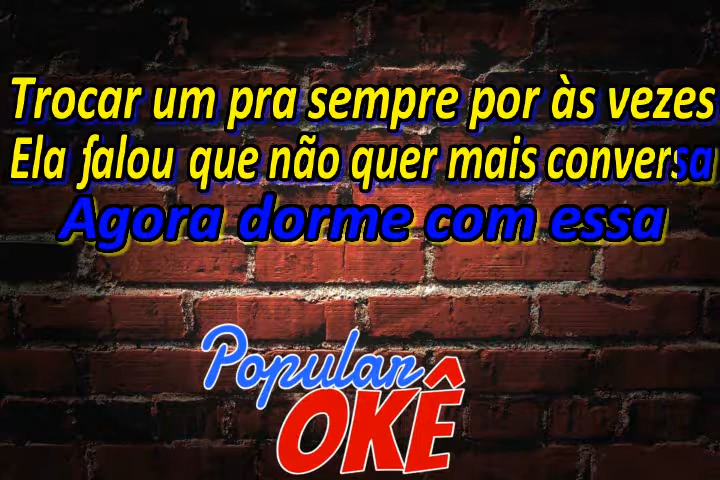 Trocar um pra sempre por às vezes
Ela falou que não quer mais conversa
Agora dorme com essa
Popular
OKÊ